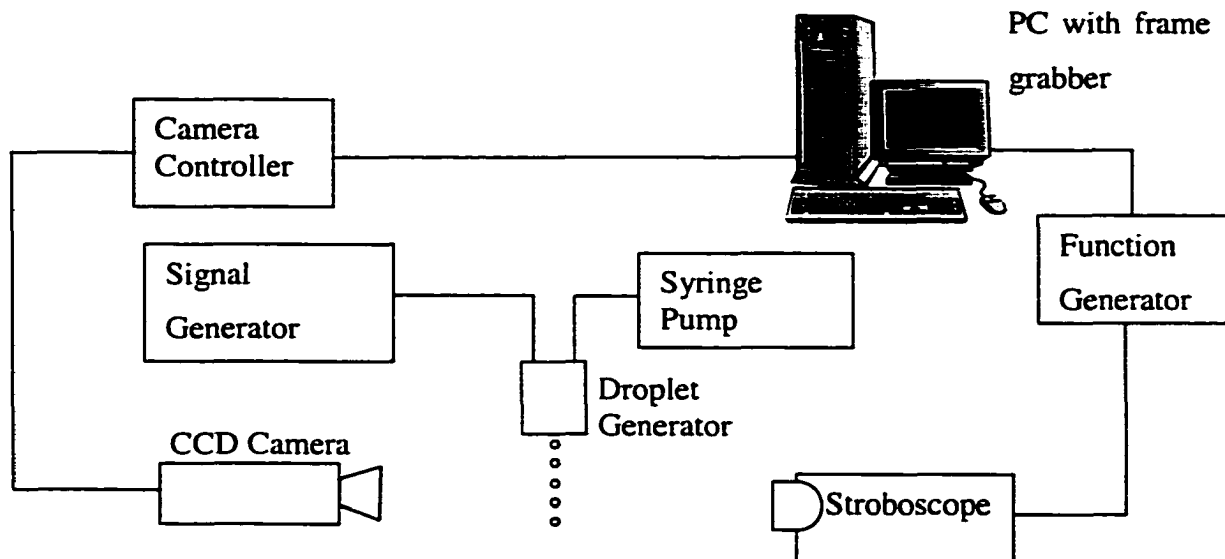 PC with frame
grabber
Camera
Controller
Signal
Generator
Syringe
Pump
Function
Generator
Droplet
Generator
CCD Camera
Stroboscope